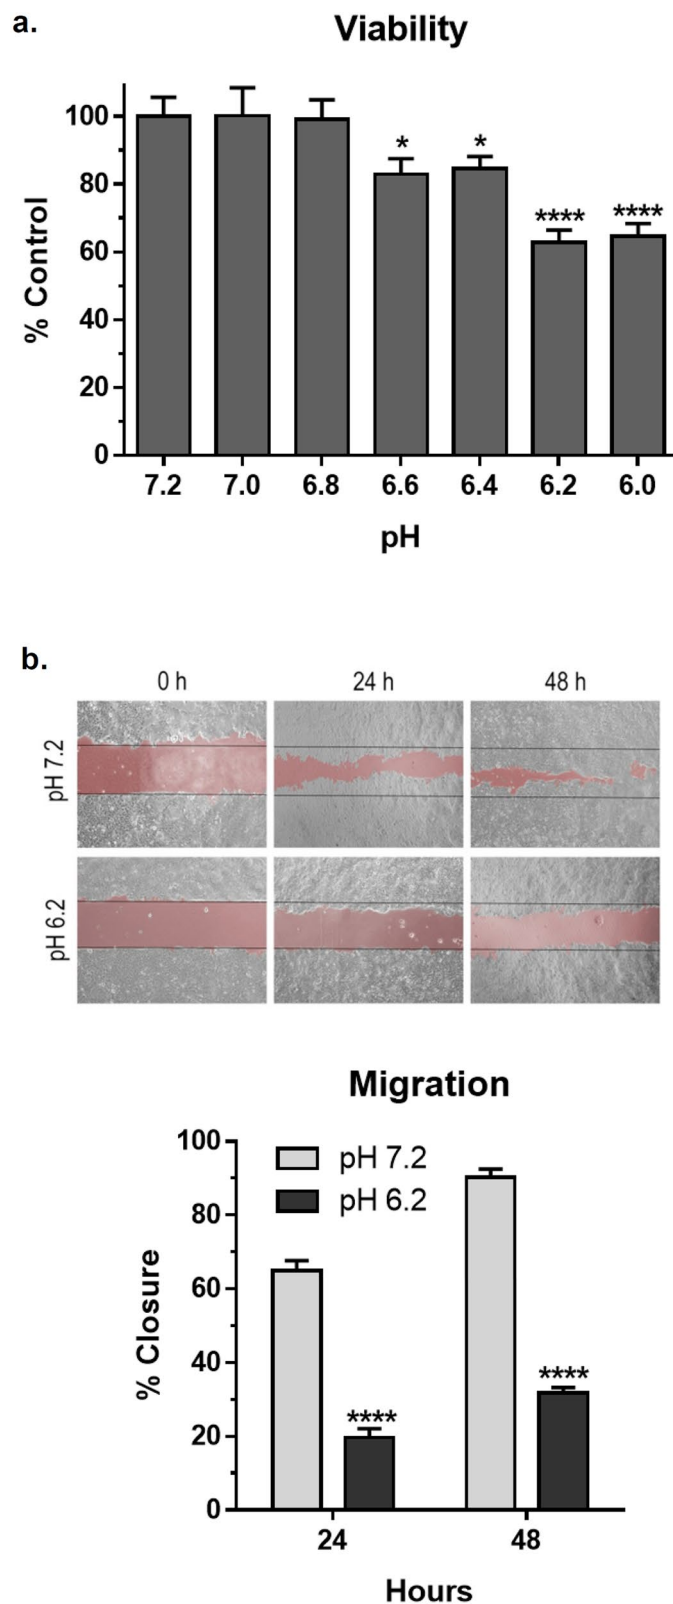 a.
Viability
% Control
100
80
60
40
20
0
* * **** ****
7.2 7.0 6.8 6.6 6.4 6.2 6.0
pH
b.
0 h 24 h 48 h
pH 7.2
pH 6.2
Migration
% Closure
100
80
60
40
20
0
pH 7.2
pH 6.2
**** ****
24 48
Hours